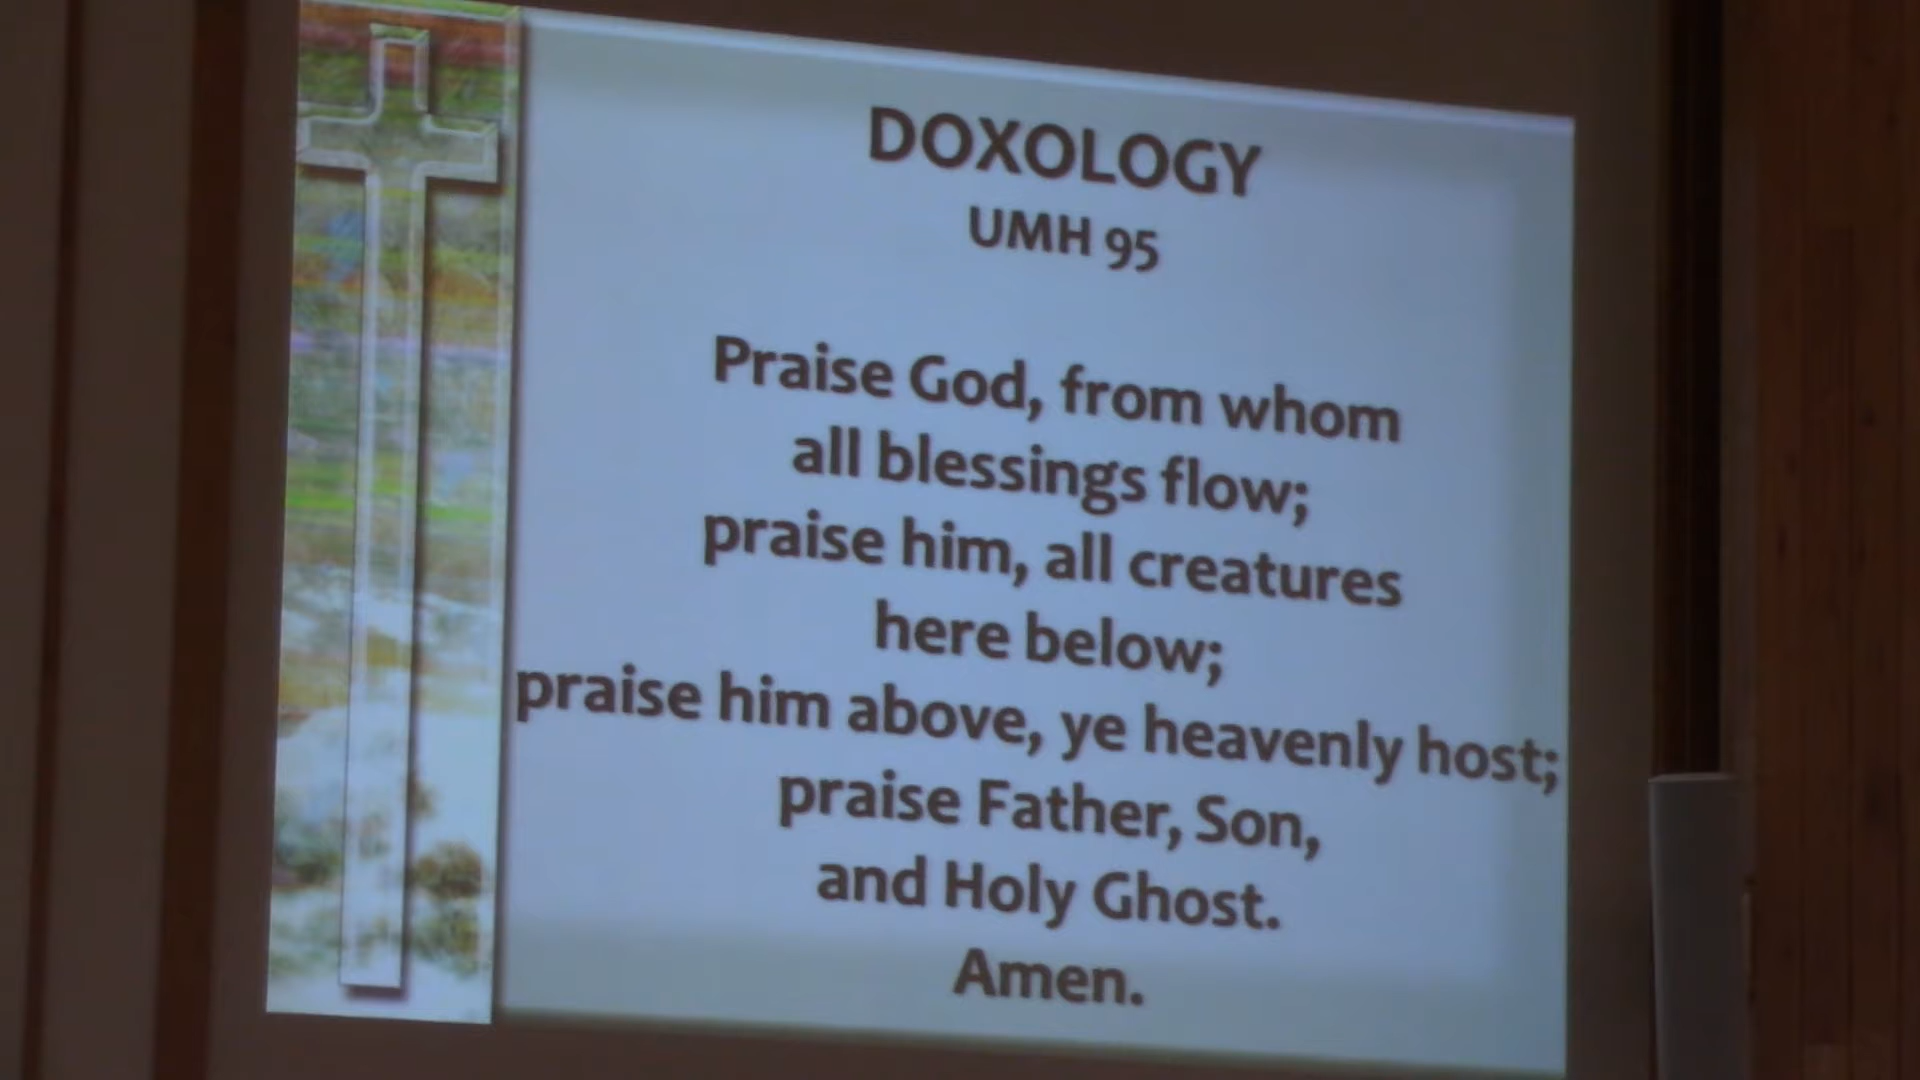 DOXOLOGY
UMH 95
Praise God, from whom
all blessings flow;
praise him, all creatures
here below;
praise him above, ye heavenly host;
praise Father, Son,
and Holy Ghost.
Amen.